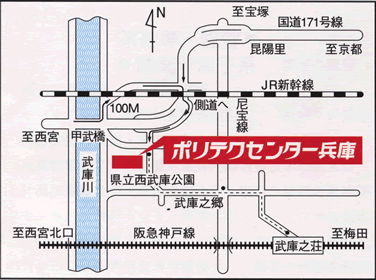 至宝塚
N
国道171号線
昆陽里
至京都
JR新幹線
100M
側道へ
尼宝線
至西宮
甲武橋
ポリテクセンター兵庫
武庫川
県立西武庫公園
武庫之郷
至西宮北口
阪急神戸線
武庫之荘
至梅田